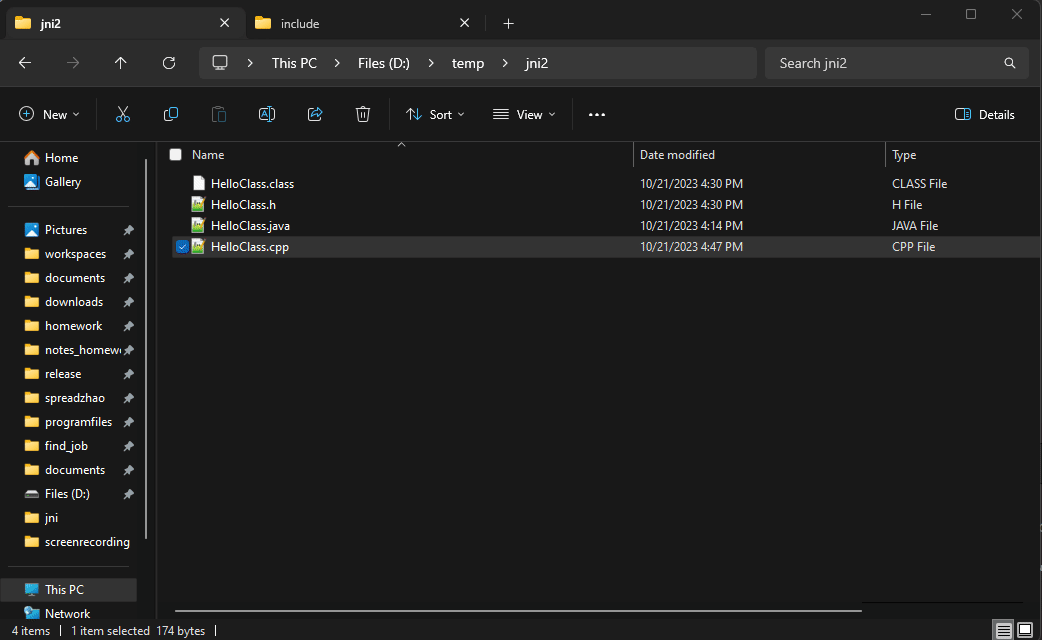 jni2
include
This PC
Files (D:)
temp
jni2
Search jni2
New
Sort
View
Details
Home
Gallery
Pictures
workspaces
documents
downloads
homework
notes_homew
release
spreadzhao
programfiles
find_job
documents
Files (D:)
jni
screenrecording
This PC
Network
Name Date modified Type
HelloClass.class 10/21/2023 4:30 PM CLASS File
HelloClass.h 10/21/2023 4:30 PM H File
HelloClass.java 10/21/2023 4:14 PM JAVA File
HelloClass.cpp 10/21/2023 4:47 PM CPP File
4 items 1 item selected 174 bytes